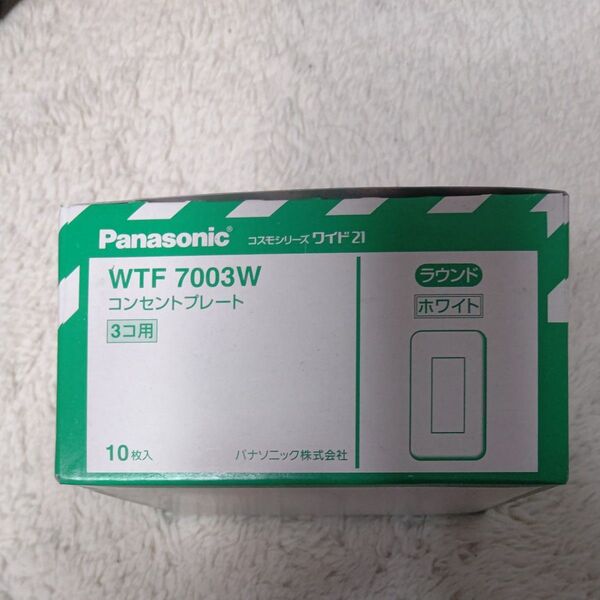 Panasonic® コスモシリーズ ワイド21
WTF 7003W
コンセントプレート
3コ用
10枚入
パナソニック株式会社
ラウンド
ホワイト